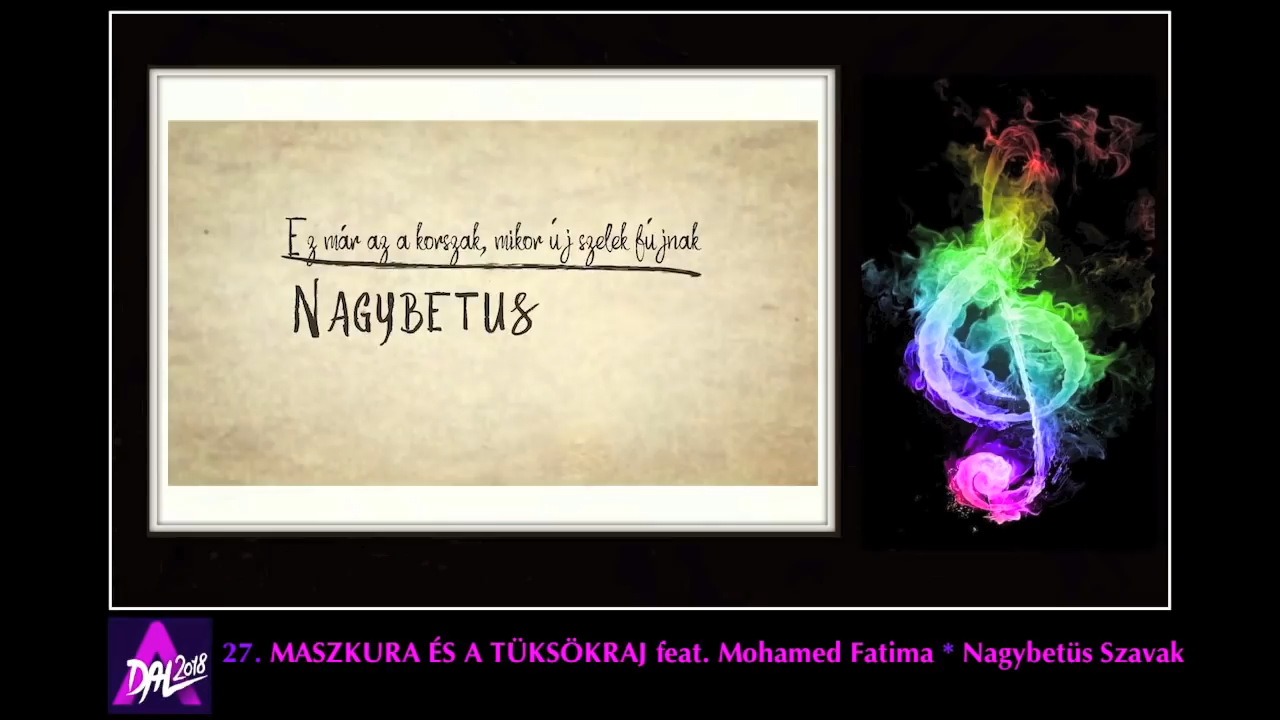 Ez már az a korszak, mikor új szelek fújnak
NAGYBETUS
A DAL 2018
27. MASZKURA ÉS A TÜKSÖKRAJ feat. Mohamed Fatima * Nagybetüs Szavak